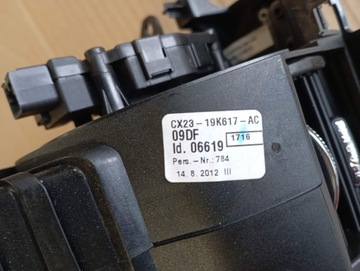 CX23-19K617-AC
09DF
1716
Id. 06619
Pers.-Nr.: 784
14.8.2012 III